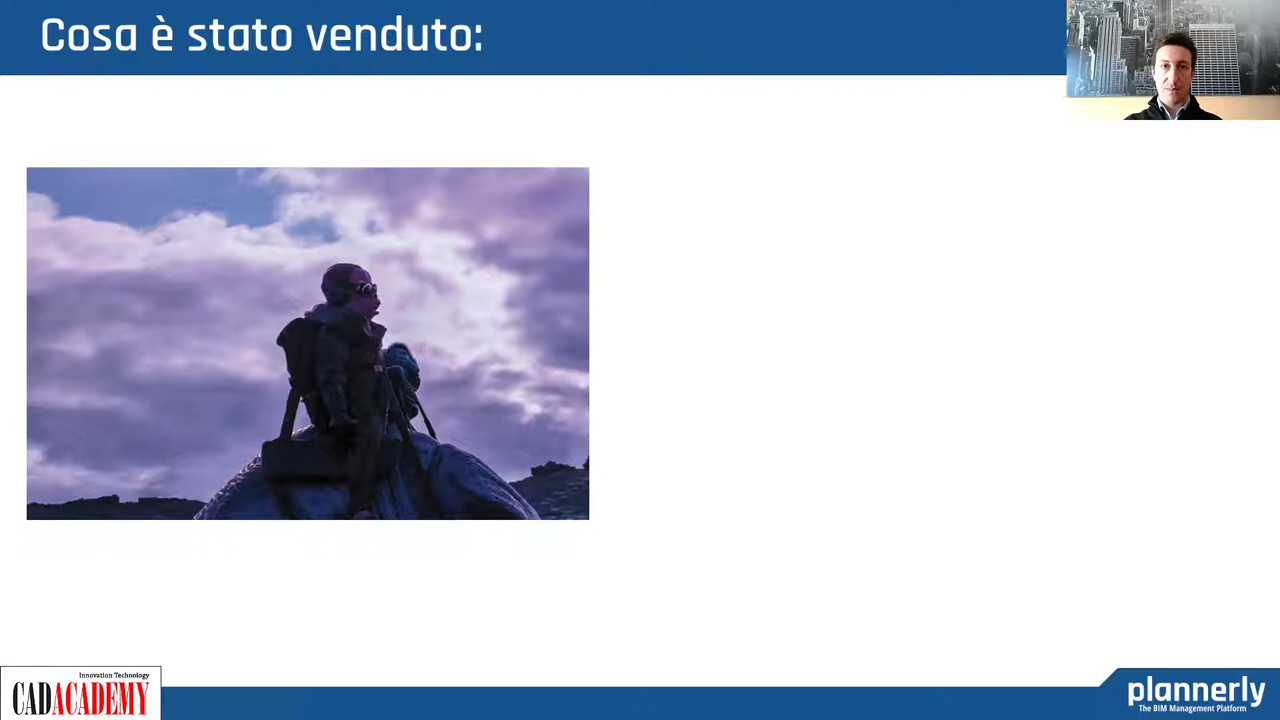 Cosa è stato venduto:
Innovation Technology
CADACADEMY
plannerly
The BIM Management Platform